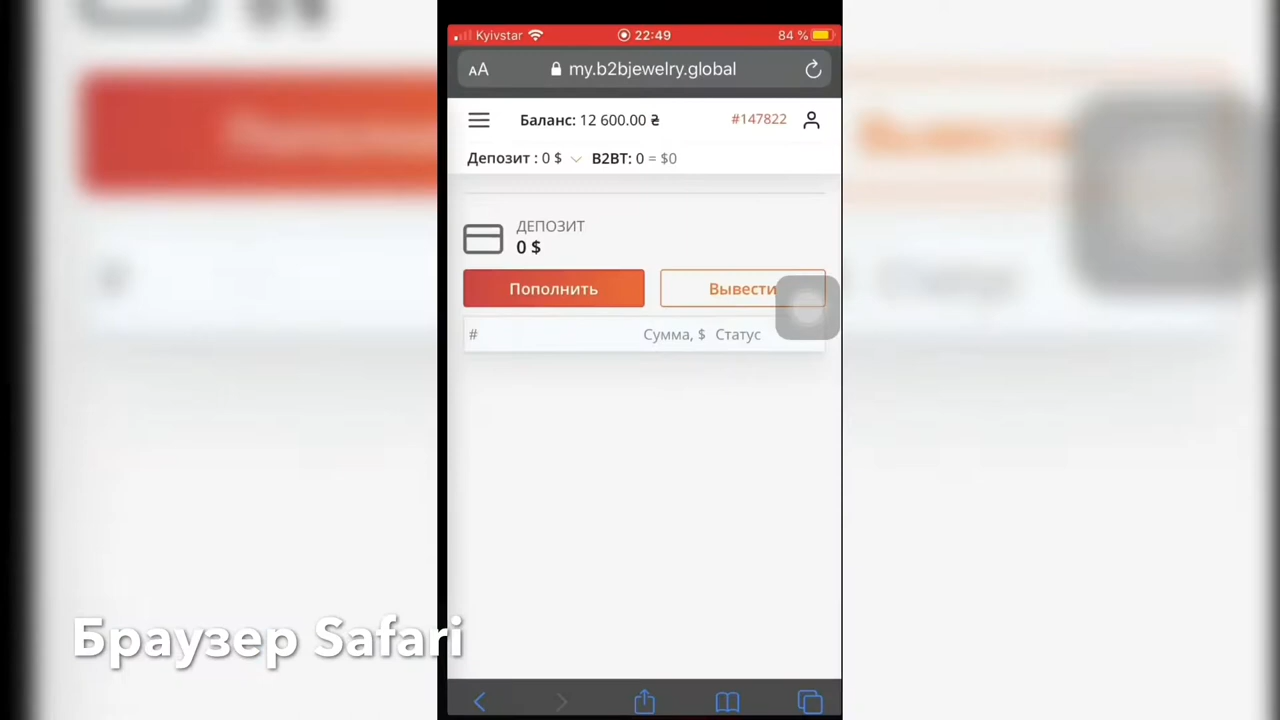 Kyivstar 22:49 84 %
AA my.b2bjewelry.global
Баланс: 12 600.00 ₴ #147822
Депозит : 0 $ B2BT: 0 = $0
ДЕПОЗИТ
0 $
Пополнить Вывести
# Сумма, $ Статус
Браузер Safari